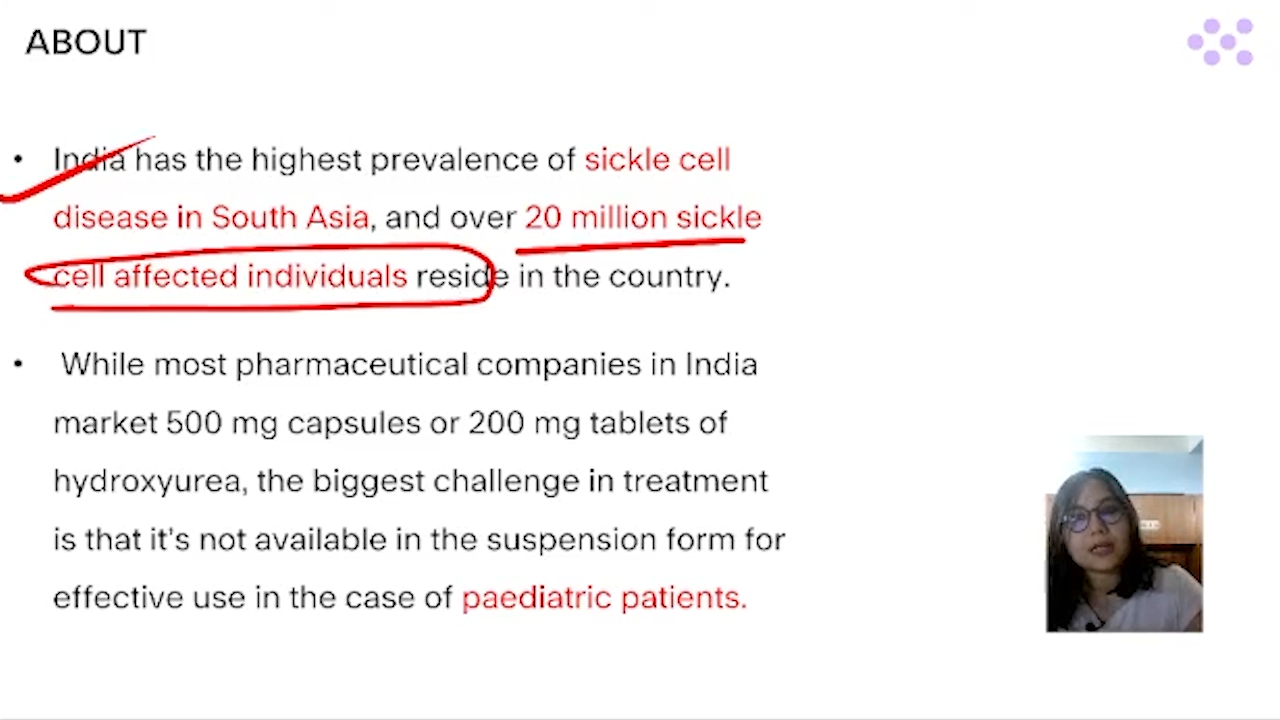 ABOUT
• India has the highest prevalence of sickle cell
disease in South Asia, and over 20 million sickle
cell affected individuals reside in the country.
• While most pharmaceutical companies in India
market 500 mg capsules or 200 mg tablets of
hydroxyurea, the biggest challenge in treatment
is that it's not available in the suspension form for
effective use in the case of paediatric patients.